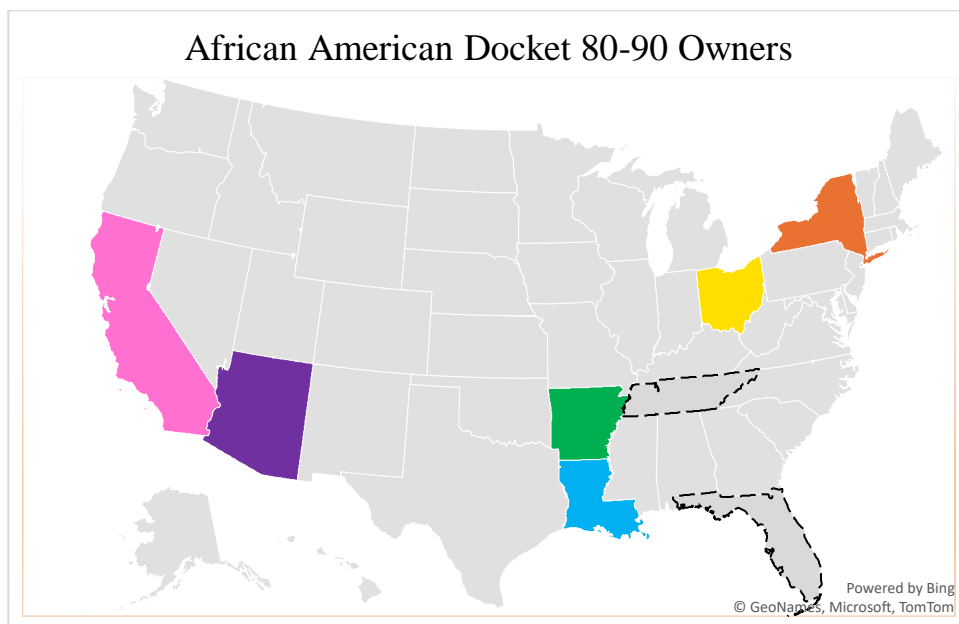 African American Docket 80-90 Owners
Powered by Bing
© GeoNames, Microsoft, TomTom